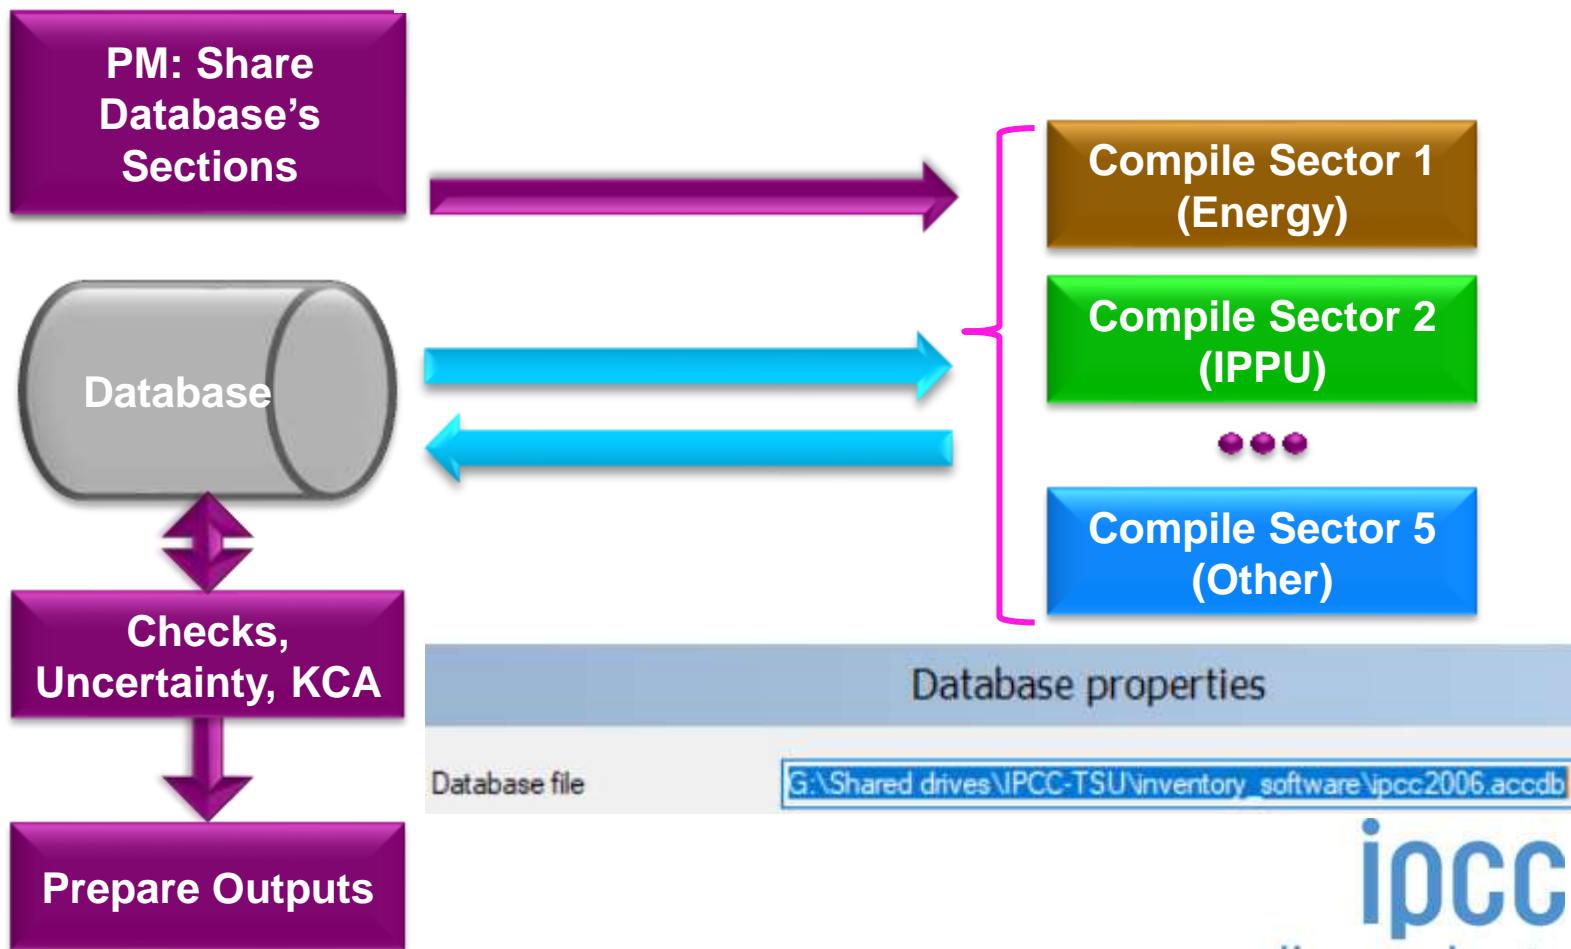 PM: Share
Database’s
Sections
Compile Sector 1
(Energy)
Compile Sector 2
(IPPU)
Database
Compile Sector 5
(Other)
Checks,
Uncertainty, KCA
Database properties
Database file
G:\Shared drives\IPCC-TSU\inventory_software\ipcc2006.accdb
Prepare Outputs
ipcc